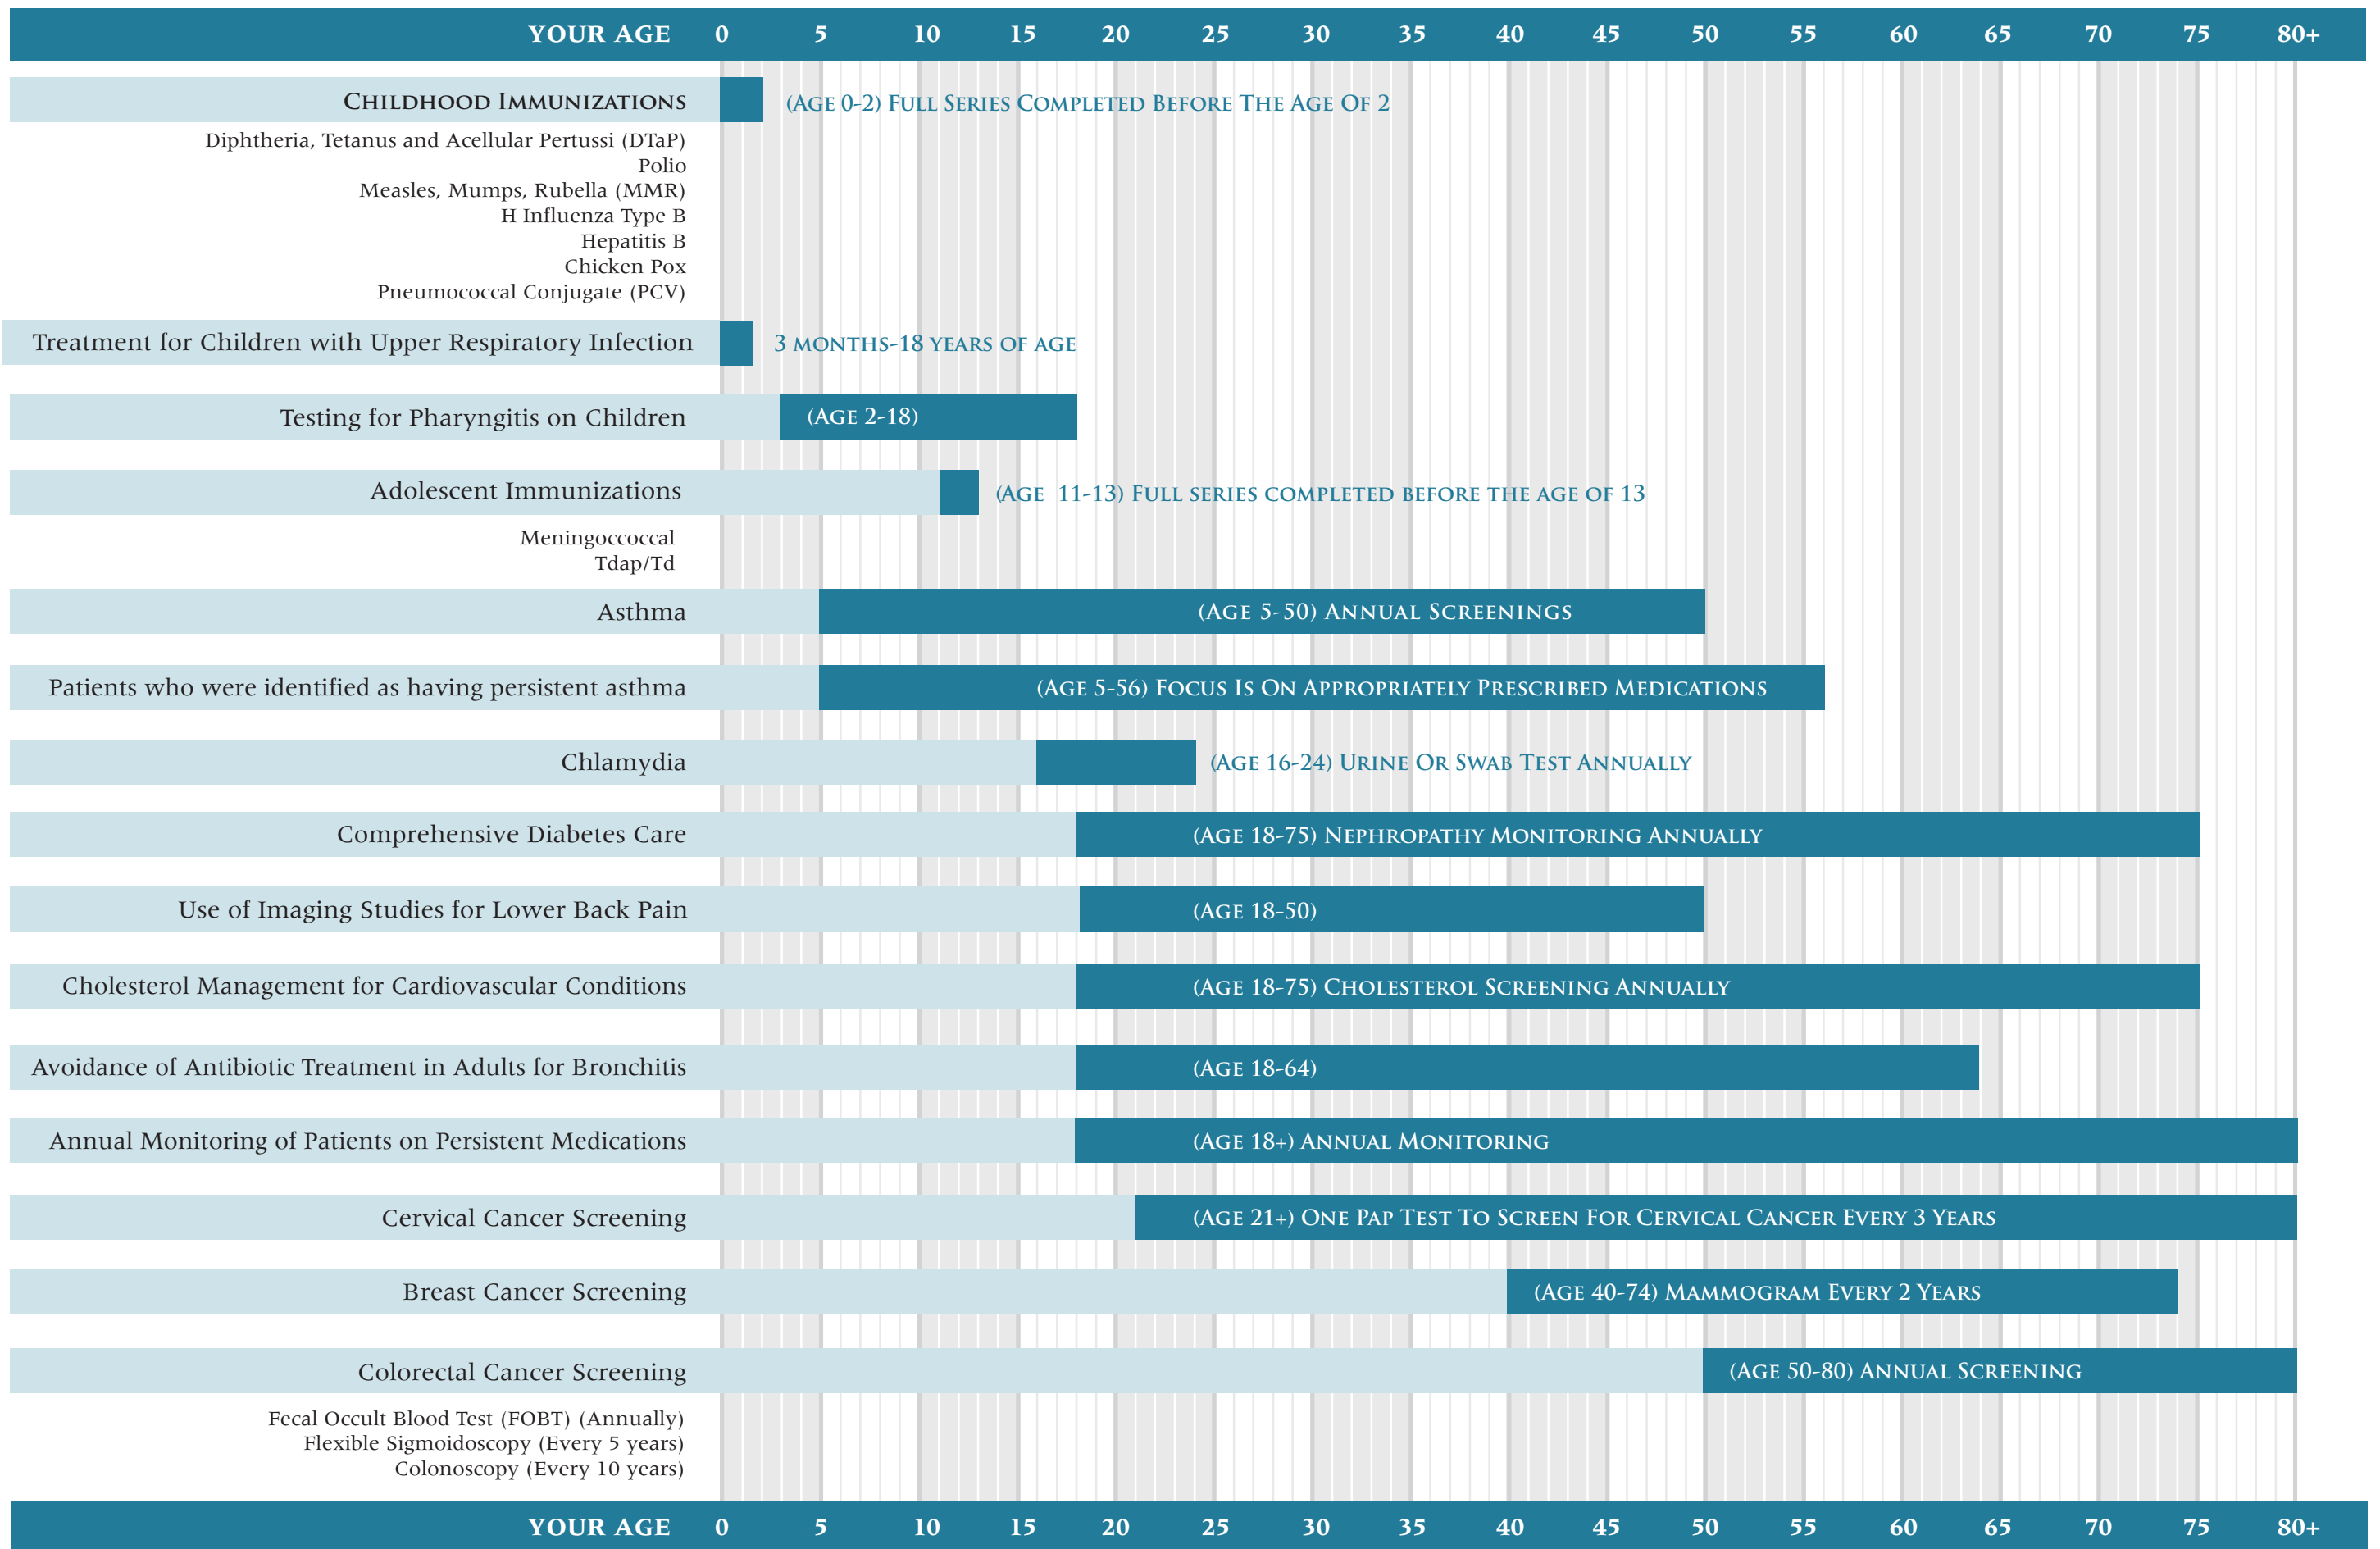 YOUR AGE 0 5 10 15 20 25 30 35 40 45 50 55 60 65 70 75 80+
Childhood Immunizations (Age 0-2) Full Series Completed Before The Age Of 2
Diphtheria, Tetanus and Acellular Pertussi (DTaP)
Polio
Measles, Mumps, Rubella (MMR)
H Influenza Type B
Hepatitis B
Chicken Pox
Pneumococcal Conjugate (PCV)
Treatment for Children with Upper Respiratory Infection 3 months-18 years of age
Testing for Pharyngitis on Children (Age 2-18)
Adolescent Immunizations (Age 11-13) Full series completed before the age of 13
Meningoccoccal
Tdap/Td
Asthma (Age 5-50) Annual Screenings
Patients who were identified as having persistent asthma (Age 5-56) Focus Is On Appropriately Prescribed Medications
Chlamydia (Age 16-24) Urine Or Swab Test Annually
Comprehensive Diabetes Care (Age 18-75) Nephropathy Monitoring Annually
Use of Imaging Studies for Lower Back Pain (Age 18-50)
Cholesterol Management for Cardiovascular Conditions (Age 18-75) Cholesterol Screening Annually
Avoidance of Antibiotic Treatment in Adults for Bronchitis (Age 18-64)
Annual Monitoring of Patients on Persistent Medications (Age 18+) Annual Monitoring
Cervical Cancer Screening (Age 21+) One Pap Test To Screen For Cervical Cancer Every 3 Years
Breast Cancer Screening (Age 40-74) Mammogram Every 2 Years
Colorectal Cancer Screening (Age 50-80) Annual Screening
Fecal Occult Blood Test (FOBT) (Annually)
Flexible Sigmoidoscopy (Every 5 years)
Colonoscopy (Every 10 years)
YOUR AGE 0 5 10 15 20 25 30 35 40 45 50 55 60 65 70 75 80+